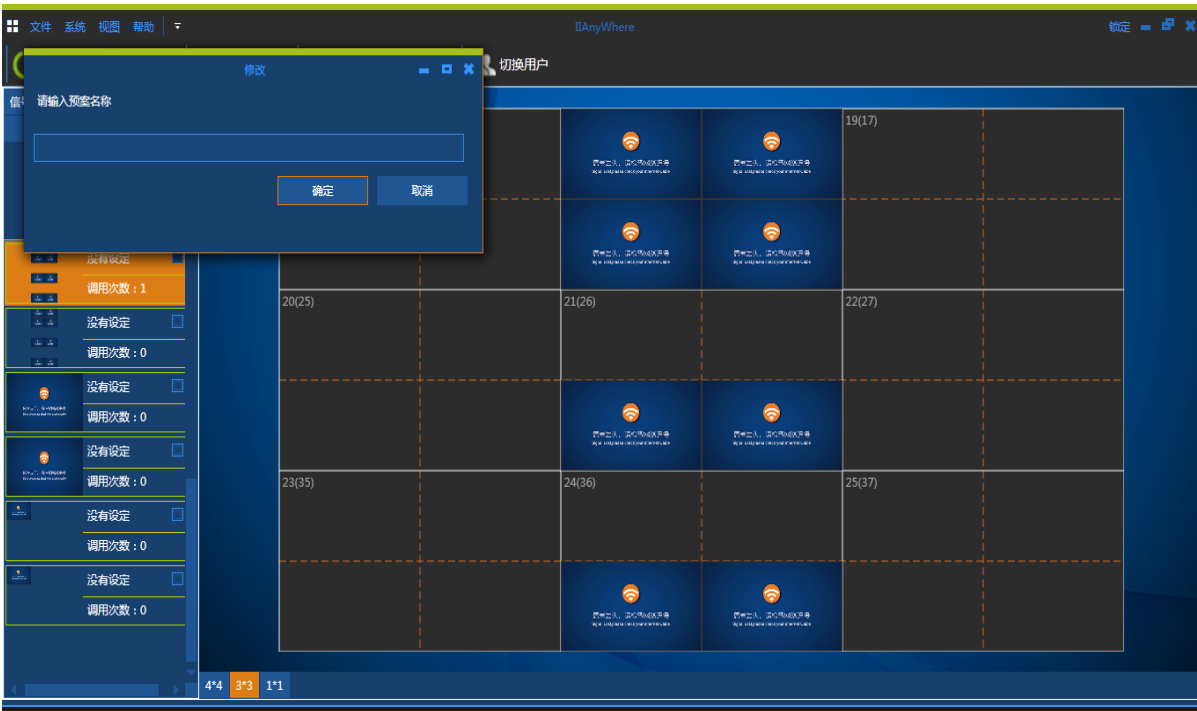 文件 系统 视图 帮助
IIAnyWhere
锁定
切换用户
修改
请输入预案名称
确定 取消
19(17)
20(25) 21(26) 22(27)
23(35) 24(36) 25(37)
没有设定
调用次数:1
没有设定
调用次数:0
没有设定
调用次数:0
没有设定
调用次数:0
没有设定
调用次数:0
没有设定
调用次数:0
4*4 3*3 1*1